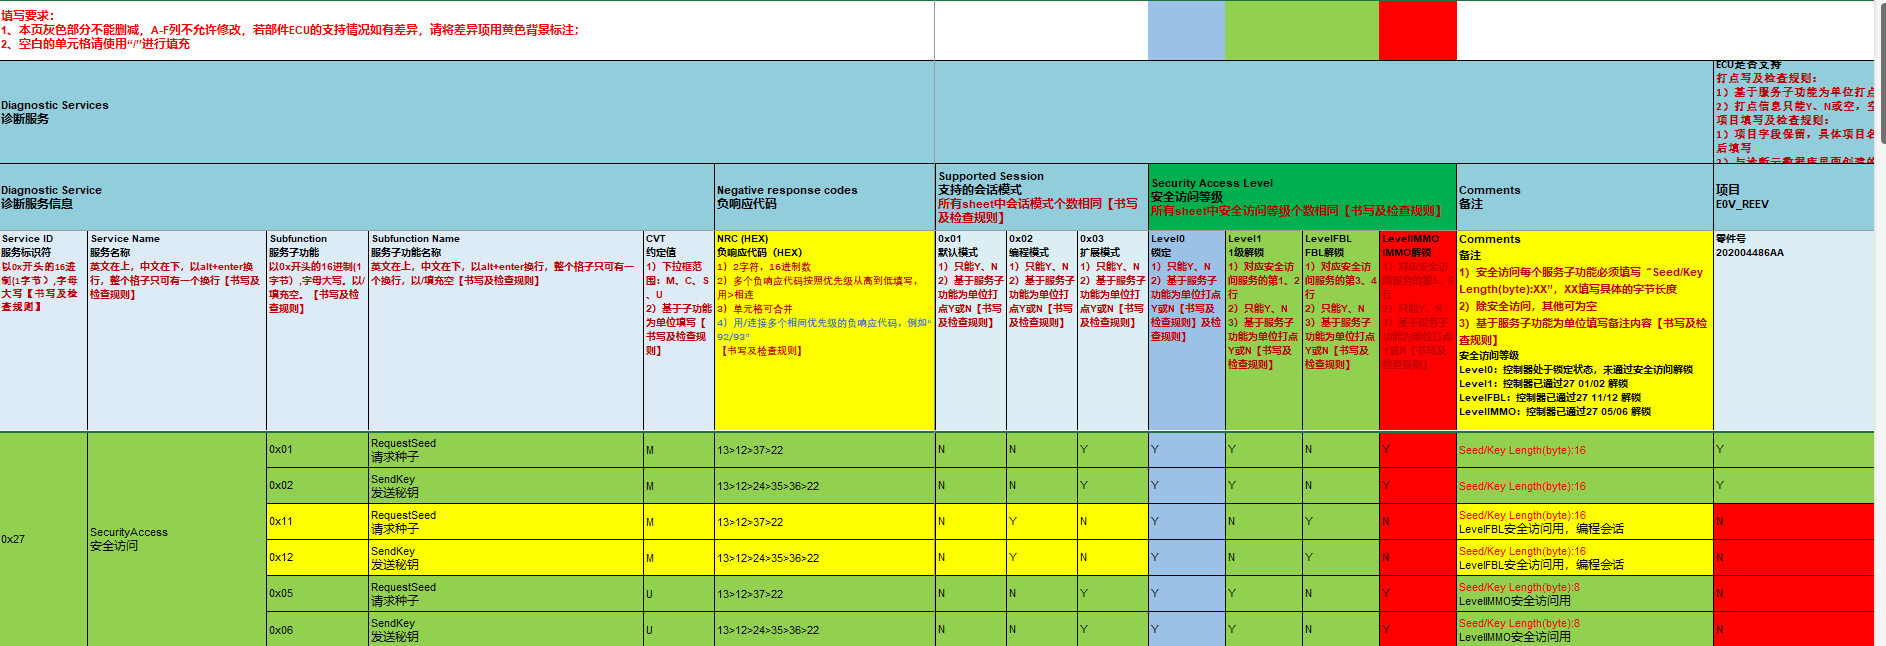 填写要求：
1、本页灰色部分不能删减，A-F列不允许修改，若部件ECU的支持情况如有差异，请将差异项用黄色背景标注；
2、空白的单元格请使用“/”进行填充
Diagnostic Services
诊断服务
ECU是否支持
打点写及检查规则：
1）基于服务子功能为单位打点
2）打点信息只能Y、N或空，空
项目填写及检查规则：
1）项目字段保留，具体项目名
后填写
Diagnostic Service
诊断服务信息
Negative response codes
负响应代码
Supported Session
支持的会话模式
所有sheet中会话模式个数相同【书写
及检查规则】
Security Access Level
安全访问等级
所有sheet中安全访问等级个数相同【书写及检查规则】
Comments
备注
项目
E0V_REEV
Service ID
服务标识符
以0x开头的16进
制(1字节）,字母
大写【书写及检
查规则】
Service Name
服务名称
英文在上，中文在下，以alt+enter换
行，整个格子只可有一个换行【书写及
检查规则】
Subfunction
服务子功能
以0x开头的16进制(1
字节）,字母大写。以/
填充空。【书写及检
查规则】
Subfunction Name
服务子功能名称
英文在上，中文在下，以alt+enter换行，整个格子只可有一
个换行，以/填充空【书写及检查规则】
CVT
约定值
1）下拉框范
围：M、C、S
、U
2）基于子功能
为单位填写【
书写及检查规
则】
NRC (HEX)
负响应代码（HEX）
1）2字符，16进制数
2）多个负响应代码按照优先级从高到低填写，
用>相连
3）单元格可合并
4）用/连接多个相同优先级的负响应代码，例如“
92/93”
【书写及检查规则】
0x01
默认模式
1）只能Y、N
2）基于服务子
功能为单位打
点Y或N【书写
及检查规则】
0x02
编程模式
1）只能Y、N
2）基于服务子
功能为单位打
点Y或N【书写
及检查规则】
0x03
扩展模式
1）只能Y、N
2）基于服务子
功能为单位打
点Y或N【书写
及检查规则】
Level0
锁定
1）只能Y、N
2）基于服务子
功能为单位打点
Y或N【书写及
检查规则】及检
查规则】
Level1
1级解锁
1）对应安全访
问服务的第1、2
行
2）只能Y、N
3）基于服务子
功能为单位打点
Y或N【书写及
检查规则】
LevelFBL
FBL解锁
1）对应安全访
问服务的第3、4
行
2）只能Y、N
3）基于服务子
功能为单位打点
Y或N【书写及
检查规则】
LevelIMMO
IMMO解锁
1）对应安全访
问服务的第5、6
行
2）只能Y、N
3）基于服务子
功能为单位打点
Y或N【书写及
检查规则】
Comments
备注
1）安全访问每个服务子功能必须填写“Seed/Key
Length(byte):XX”，XX填写具体的字节长度
2）除安全访问，其他可为空
3）基于服务子功能为单位填写备注内容【书写及检
查规则】
安全访问等级
Level0：控制器处于锁定状态，未通过安全访问解锁
Level1：控制器已通过27 01/02 解锁
LevelFBL：控制器已通过27 11/12 解锁
LevelIMMO：控制器已通过27 05/06 解锁
零件号
202004486AA
0x27
SecurityAccess
安全访问
0x01
RequestSeed
请求种子
M
13>12>37>22
N
N
Y
Y
Y
N
Y
Seed/Key Length(byte):16
Y
0x02
SendKey
发送秘钥
M
13>12>24>35>36>22
N
N
Y
Y
Y
N
Y
Seed/Key Length(byte):16
Y
0x11
RequestSeed
请求种子
M
13>12>37>22
N
Y
N
Y
N
Y
N
Seed/Key Length(byte):16
LevelFBL安全访问用，编程会话
N
0x12
SendKey
发送秘钥
M
13>12>24>35>36>22
N
Y
N
Y
N
Y
N
Seed/Key Length(byte):16
LevelFBL安全访问用，编程会话
N
0x05
RequestSeed
请求种子
U
13>12>37>22
N
N
Y
Y
Y
N
Y
Seed/Key Length(byte):8
LevelIMMO安全访问用
N
0x06
SendKey
发送秘钥
U
13>12>24>35>36>22
N
N
Y
Y
Y
N
Y
Seed/Key Length(byte):8
LevelIMMO安全访问用
N